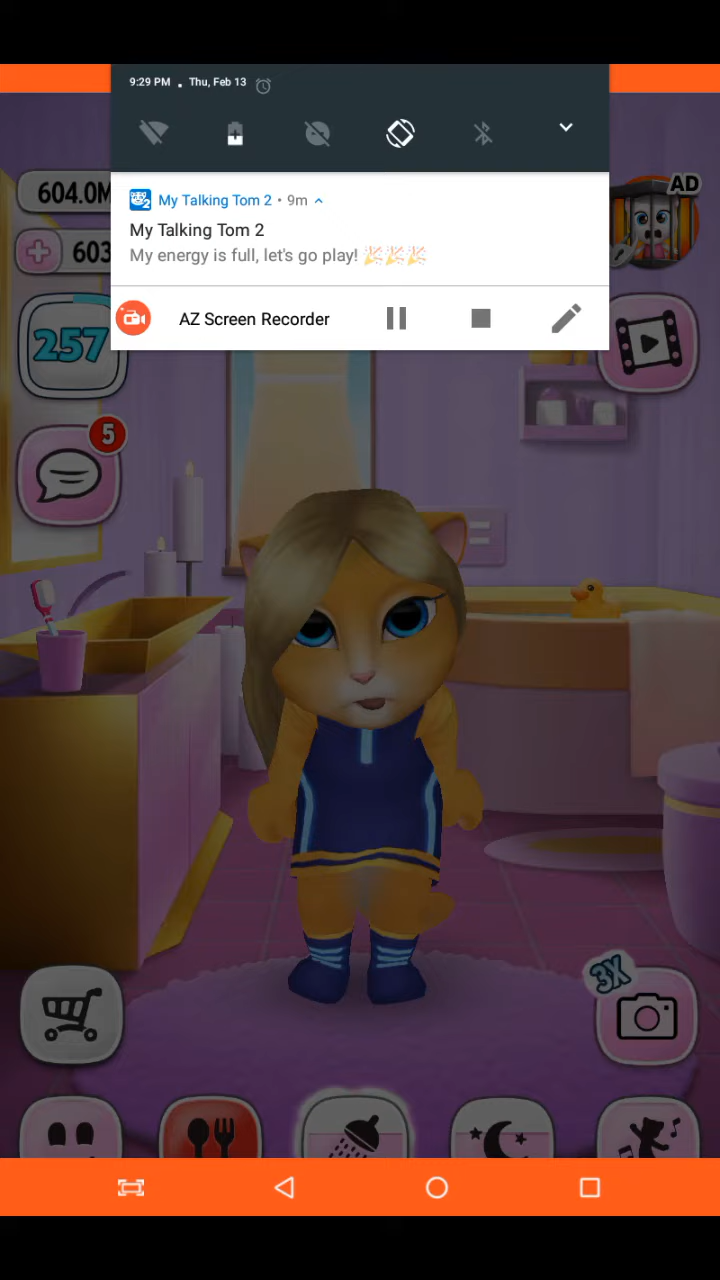 9:29 PM . Thu, Feb 13
My Talking Tom 2 • 9m
My Talking Tom 2
My energy is full, let's go play! 🎉🎉🎉
AZ Screen Recorder
604.0M
603
AD
257
5
3X